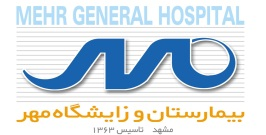 MEHR GENERAL HOSPITAL
بیمارستان و زایشگاه مهر
مشهد تاسیس ۱۳۶۳